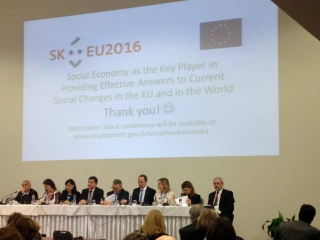 SK EU2016
Social Economy as the Key Player in
Providing Effective Answers to Current
Social Changes in the EU and in the World
Thank you! ☺
Information about conference will be available at
www.employment.gov.sk/socialnaekonomika